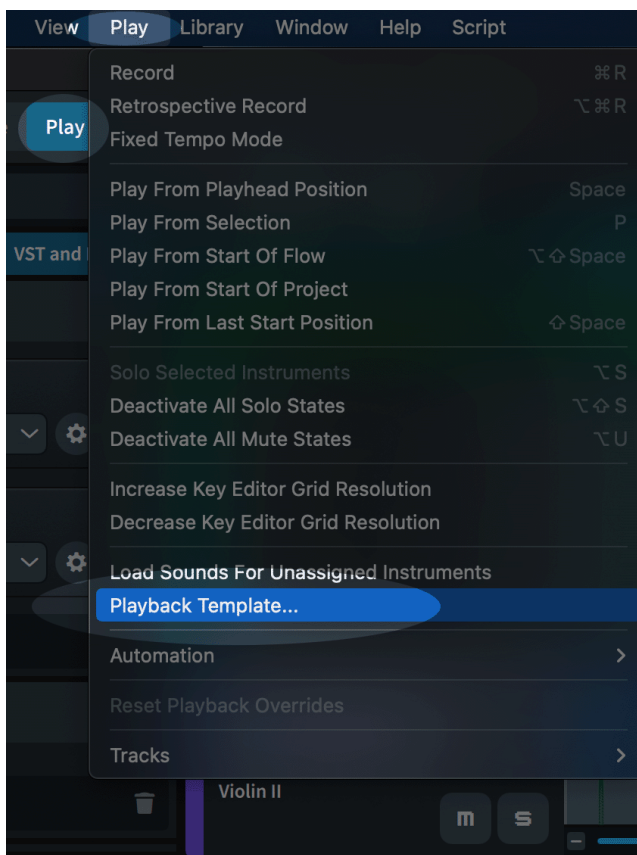 View Play Library Window Help Script
Play
VST and
Record ⌘R
Retrospective Record ⌥⌘R
Fixed Tempo Mode
Play From Playhead Position Space
Play From Selection P
Play From Start Of Flow ⌥⇧Space
Play From Start Of Project
Play From Last Start Position ⇧Space
Solo Selected Instruments ⌥S
Deactivate All Solo States ⌥⇧S
Deactivate All Mute States ⌥U
Increase Key Editor Grid Resolution
Decrease Key Editor Grid Resolution
Load Sounds For Unassigned Instruments
Playback Template...
Automation
Reset Playback Overrides
Tracks
Violin II
m s